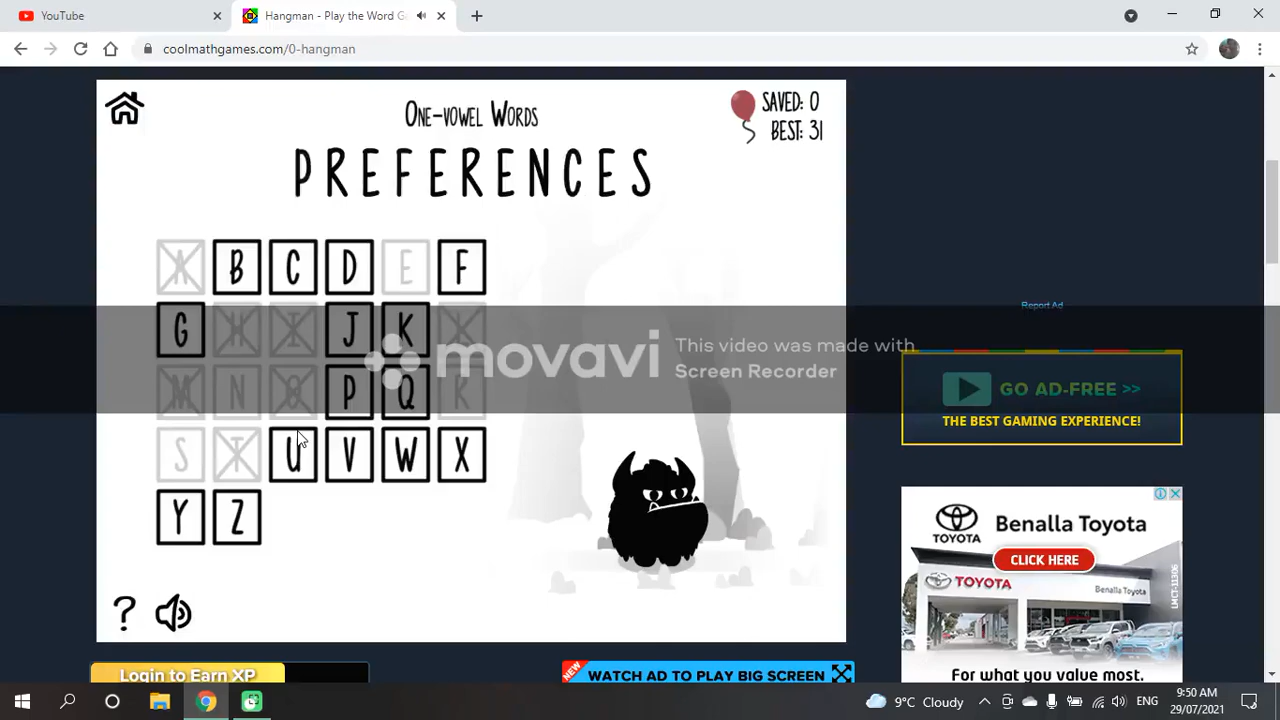 YouTube
Hangman - Play the Word G
coolmathgames.com/0-hangman
ONE-VOWEL WORDS
SAVED: 0
BEST: 31
PREFERENCES
A B C D E F
G H I J K L
M N O P Q R
S T U V W X
Y Z
?
movavi
This video was made with
Screen Recorder
Report Ad
GO AD-FREE >>
THE BEST GAMING EXPERIENCE!
TOYOTA
Benalla Toyota
CLICK HERE
TOYOTA
Benalla Toyota
LMCT-11306
For what you value most.
Login to Earn XP
NEW
WATCH AD TO PLAY BIG SCREEN
9°C Cloudy
ENG
9:50 AM
29/07/2021